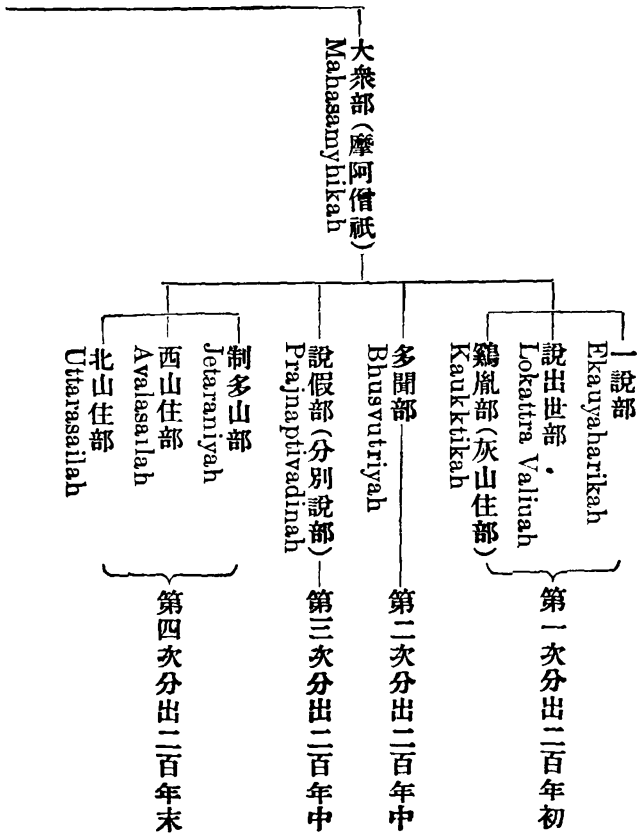 大衆部(摩阿僧祇)
Mahasamyhikah
一說部
Ekauyaharikah
說出世部
Lokattra Valiuah
鷄胤部(灰山住部)
Kaukktikah
第一次分出二百年初
多聞部
Bhusvutriyah
第二次分出二百年中
說假部(分別說部)
Prajnaptivadinah
第三次分出二百年中
制多山部
Jetaraniyah
西山住部
Avalasailah
北山住部
Uttarasailah
第四次分出二百年末